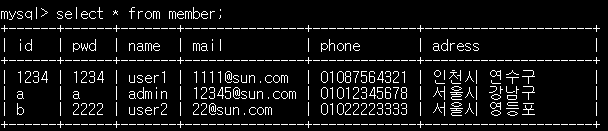 mysql> select * from member;
+------+------+-------+---------------+-------------+----------------+
| id | pwd | name | mail | phone | adress |
+------+------+-------+---------------+-------------+----------------+
| 1234 | 1234 | user1 | 1111@sun.com | 01087564321 | 인천시 연수구 |
| a | a | admin | 12345@sun.com | 01012345678 | 서울시 강남구 |
| b | 2222 | user2 | 22@sun.com | 01022223333 | 서울시 영등포 |
+------+------+-------+---------------+-------------+----------------+